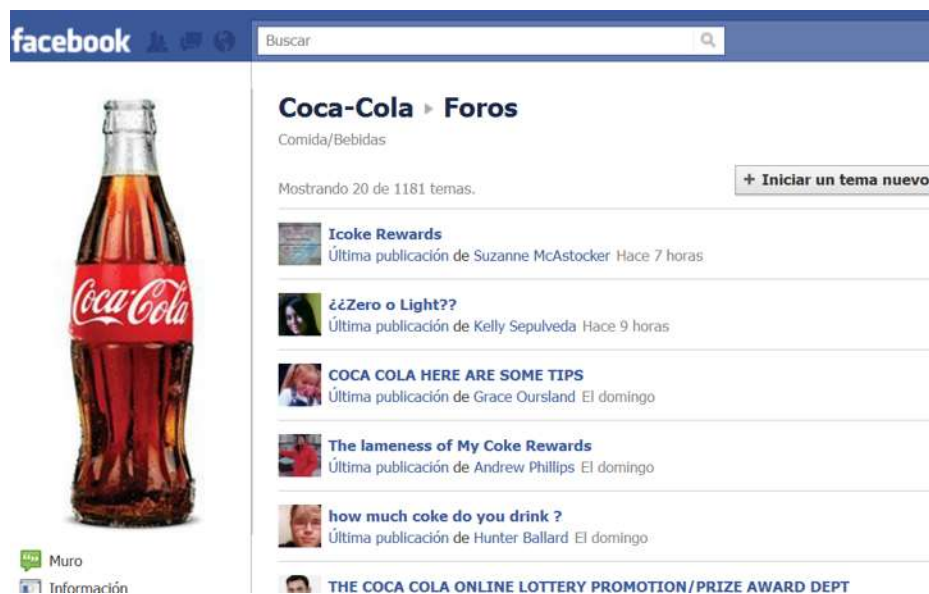 facebook
Buscar
Coca-Cola
Coca-Cola ▸ Foros
Comida/Bebidas
Mostrando 20 de 1181 temas.
+ Iniciar un tema nuevo
Icoke Rewards
Última publicación de Suzanne McAstocker Hace 7 horas
¿¿Zero o Light??
Última publicación de Kelly Sepulveda Hace 9 horas
COCA COLA HERE ARE SOME TIPS
Última publicación de Grace Oursland El domingo
The lameness of My Coke Rewards
Última publicación de Andrew Phillips El domingo
how much coke do you drink ?
Última publicación de Hunter Ballard El domingo
THE COCA COLA ONLINE LOTTERY PROMOTION/PRIZE AWARD DEPT
Muro
Información